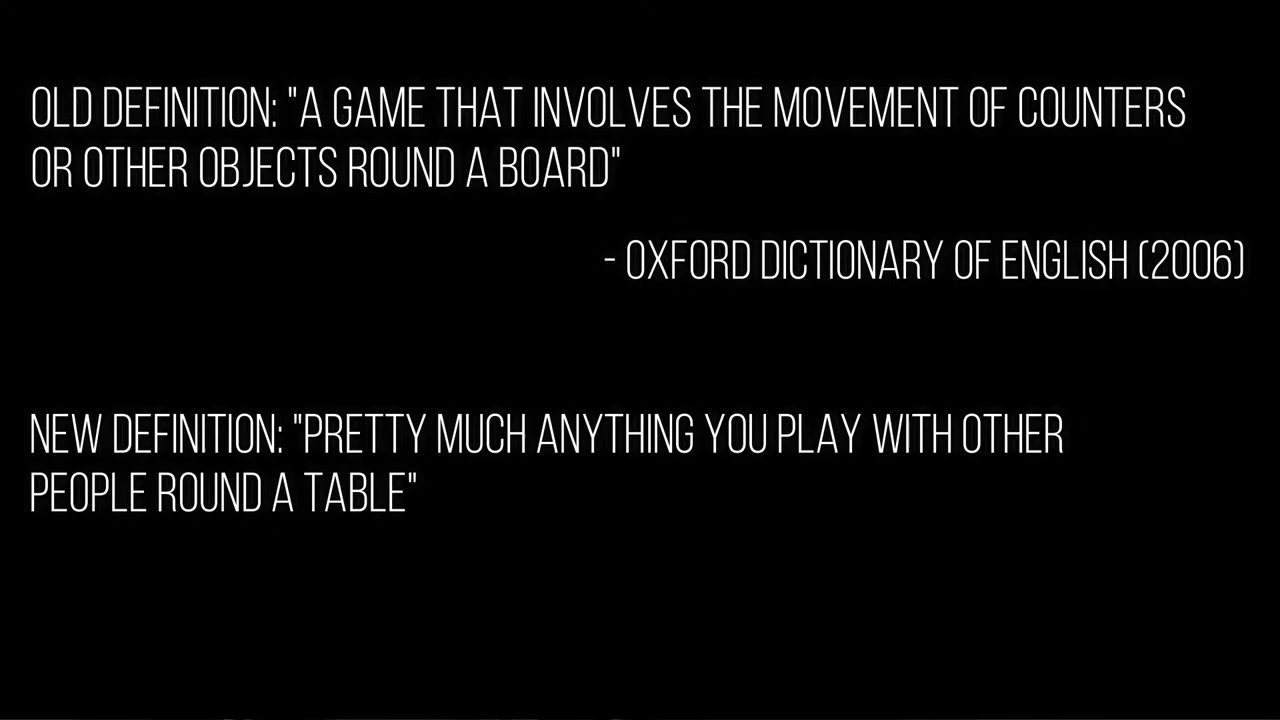 OLD DEFINITION: "A GAME THAT INVOLVES THE MOVEMENT OF COUNTERS
OR OTHER OBJECTS ROUND A BOARD"
- OXFORD DICTIONARY OF ENGLISH (2006)
NEW DEFINITION: "PRETTY MUCH ANYTHING YOU PLAY WITH OTHER
PEOPLE ROUND A TABLE"